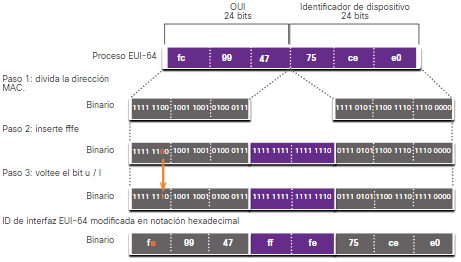 OUI
24 bits
Identificador de dispositivo
24 bits
Proceso EUI-64 fc 99 47 75 ce e0
Paso 1: divida la dirección
MAC.
Binario 1111 1100 1001 1001 0100 0111 1111 0101 1100 1110 1110 0000
Paso 2: inserte fffe
Binario 1111 1100 1001 1001 0100 0111 1111 1111 1111 1110 0111 0101 1100 1110 1110 0000
Paso 3: voltee el bit u / l
Binario 1111 1110 1001 1001 0100 0111 1111 1111 1111 1110 0111 0101 1100 1110 1110 0000
ID de interfaz EUI-64 modificada en notación hexadecimal
Binario fe 99 47 ff fe 75 ce e0